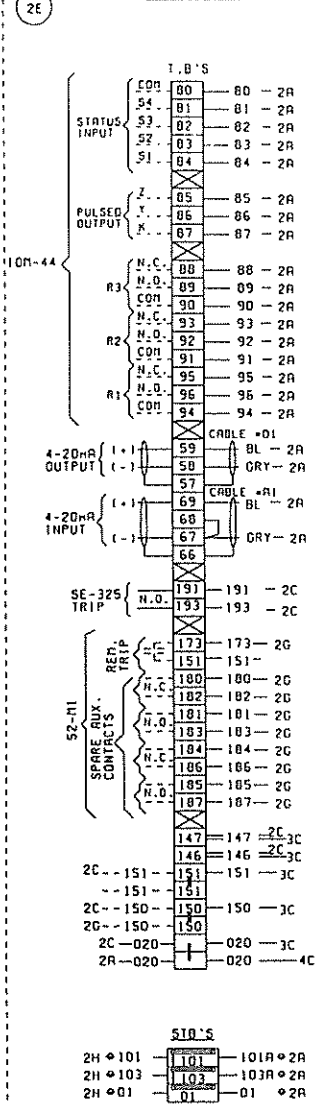 2E
T.B'S
COM 80 80 - 2A
S4 81 81 - 2A
STATUS INPUT S3 82 82 - 2A
S2 83 83 - 2A
S1 84 84 - 2A
Z 85 85 - 2A
PULSED OUTPUT Y 86 86 - 2A
K 87 87 - 2A
IOM-44
N.C. 88 88 - 2A
R3 N.O. 89 89 - 2A
COM 90 90 - 2A
N.C. 93 93 - 2A
R2 N.O. 92 92 - 2A
COM 91 91 - 2A
N.C. 95 95 - 2A
R1 N.O. 96 96 - 2A
COM 94 94 - 2A
CABLE #D1
4-20mA OUTPUT (+) 59 BL - 2A
(-) 58 GRY - 2A
57
CABLE #A1
4-20mA INPUT (+) 69 BL - 2A
68
(-) 67 GRY - 2A
66
SE-325 TRIP N.O. 191 191 - 2C
193 193 - 2C
52-M1
REM. TRIP 173 173 - 2G
151 151 -
SPARE AUX. CONTACTS
N.C. 180 180 - 2G
182 182 - 2G
N.O. 181 181 - 2G
183 183 - 2G
N.C. 184 184 - 2G
186 186 - 2G
N.O. 185 185 - 2G
187 187 - 2G
147 147 2C 3C
146 146 2C 3C
2C - - 151 - 151 151 - 3C
- 151 - 151
2C - - 150 - 150 150 - 3C
2G - - 150 - 150
2C - 020 020 - 3C
2A - 020 020 - 4C
STB'S
2H 101 101 101A 2A
2H 103 103 103A 2A
2H 01 01 01 2A